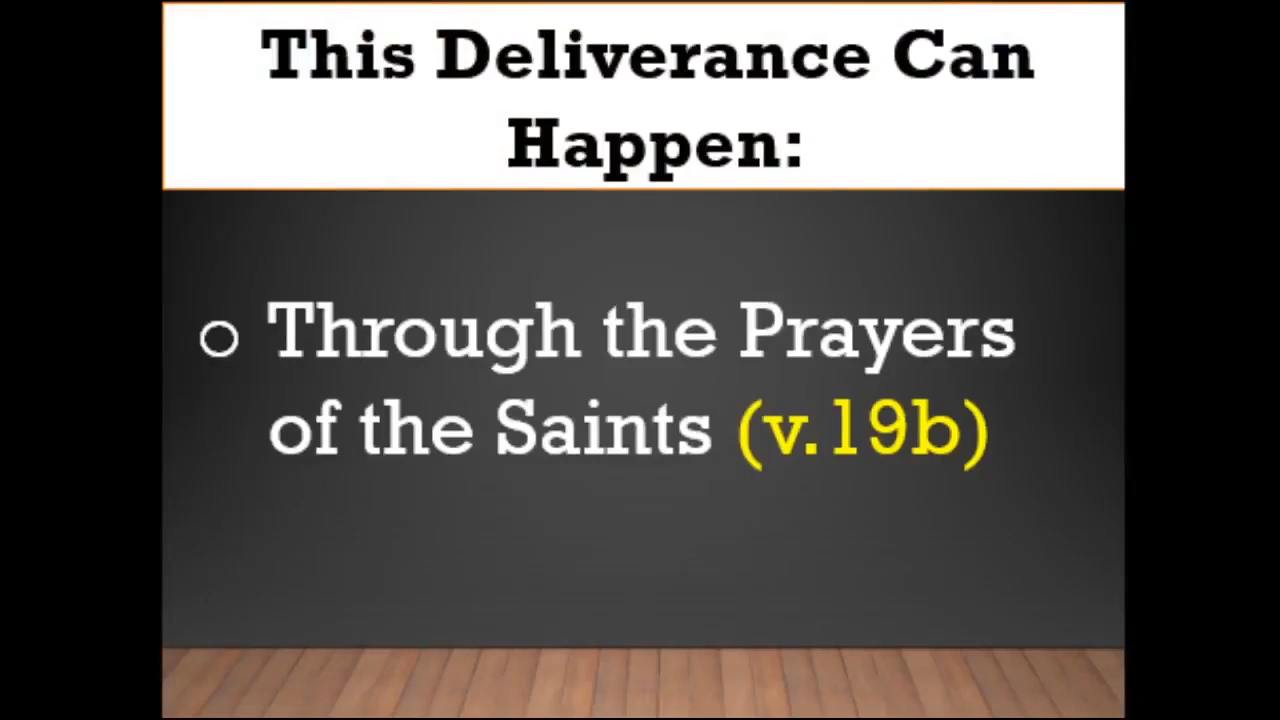 This Deliverance Can
Happen:
o Through the Prayers
of the Saints (v.19b)